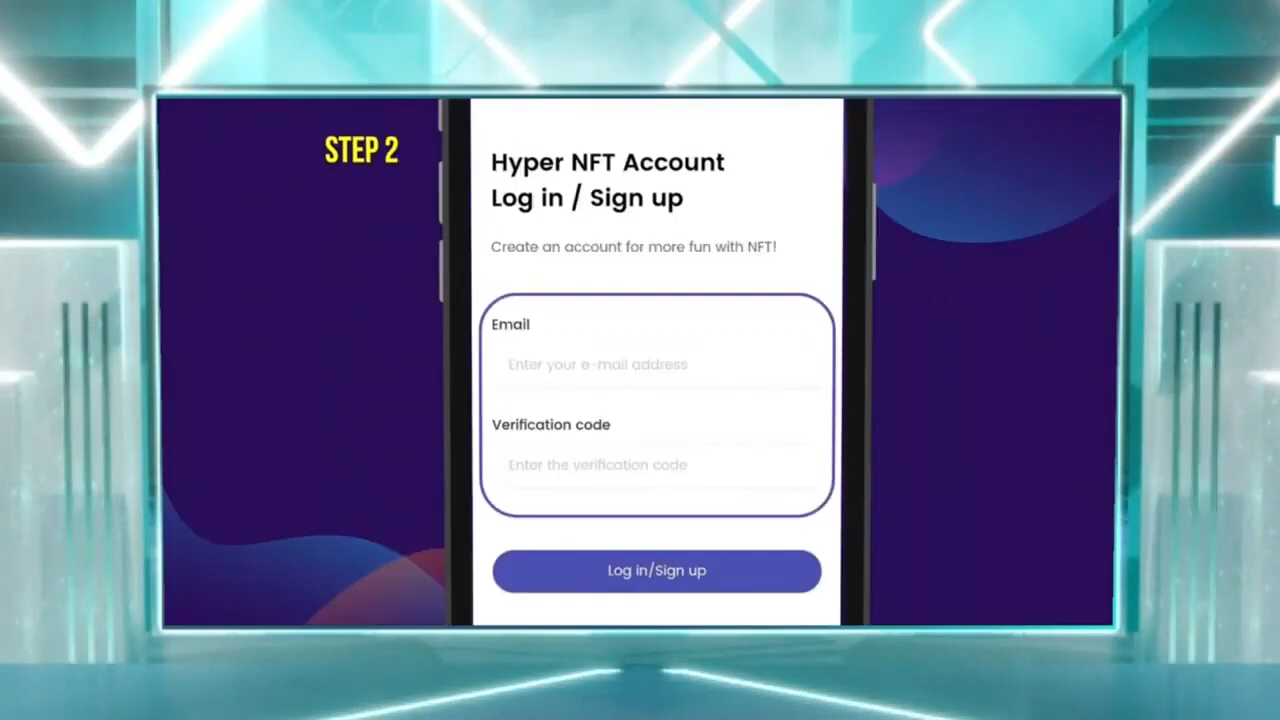 STEP 2
Hyper NFT Account
Log in / Sign up
Create an account for more fun with NFT!
Email
Enter your e-mail address
Verification code
Enter the verification code
Log in/Sign up